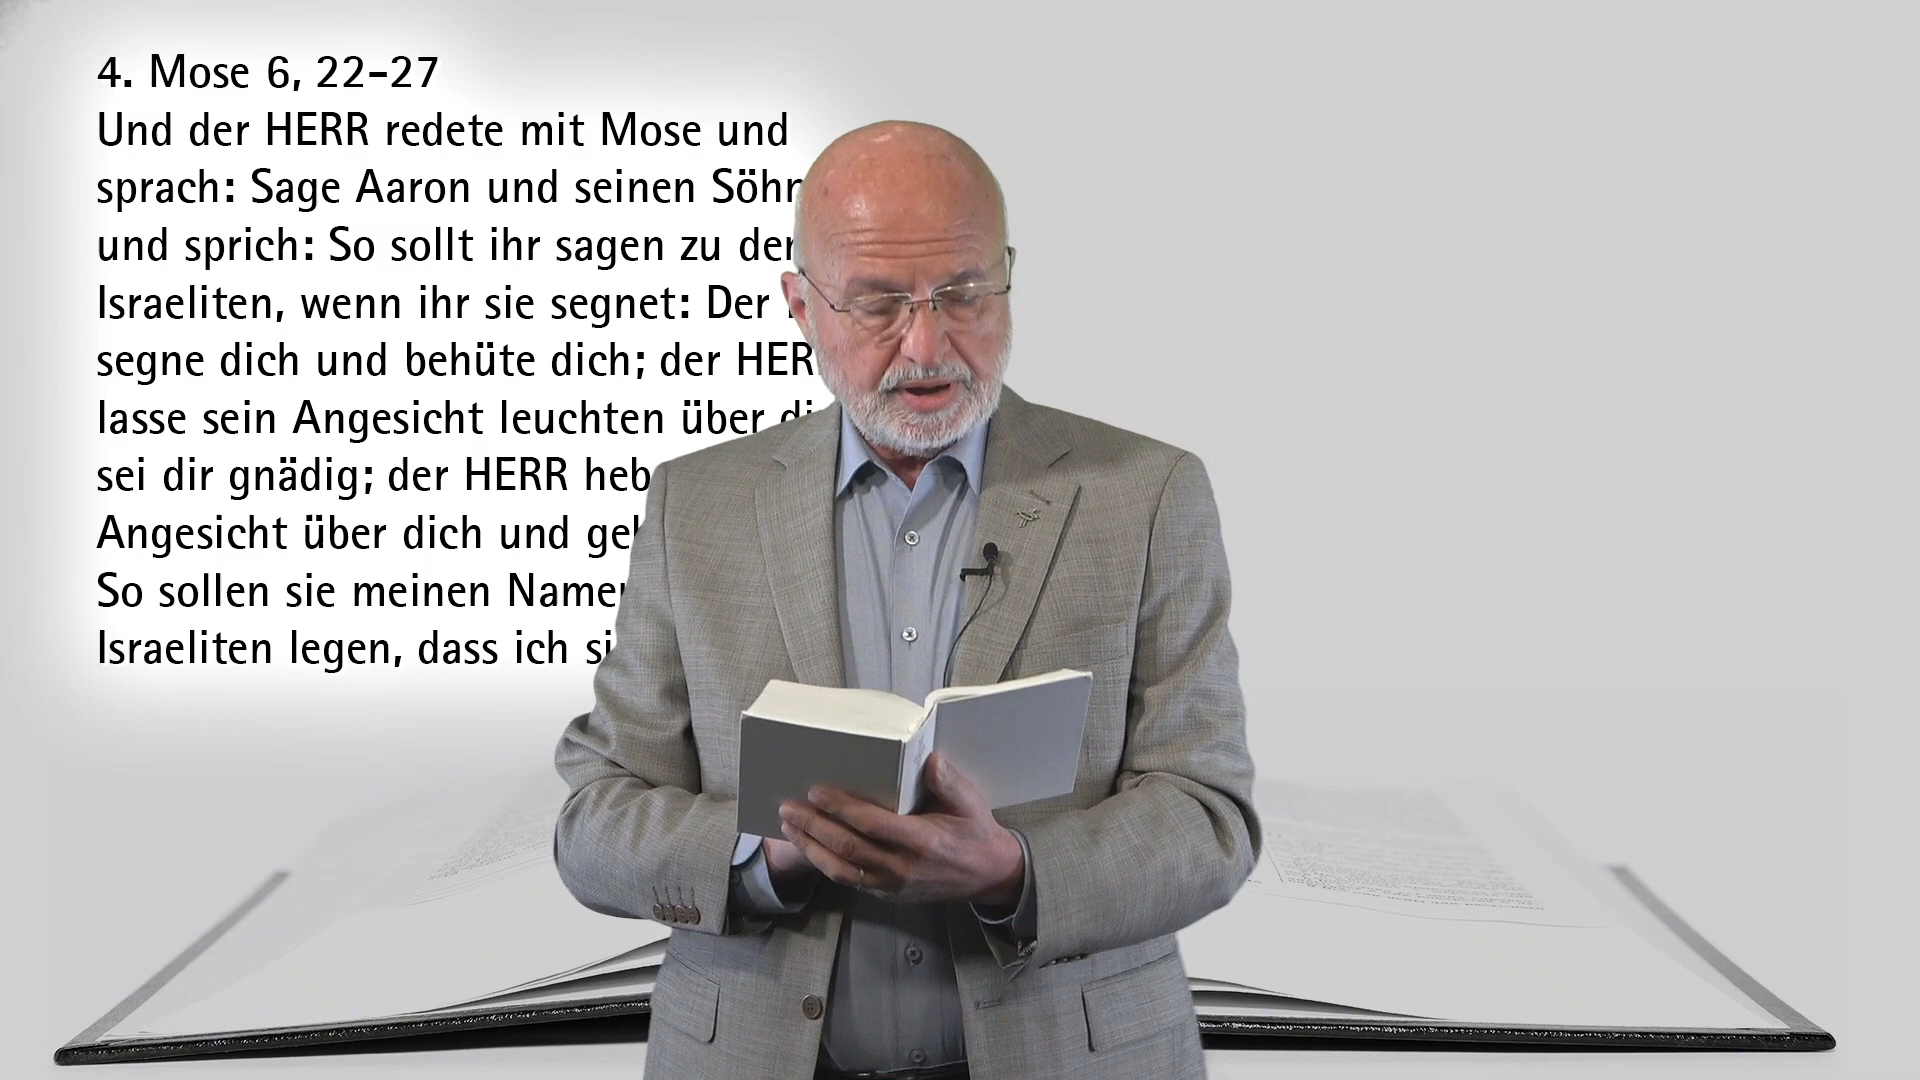 4. Mose 6, 22-27
Und der HERR redete mit Mose und
sprach: Sage Aaron und seinen
und sprich: So sollt ihr sagen zu
Israeliten, wenn ihr sie segnet: Der
segne dich und behüte dich; der
lasse sein Angesicht leuchten über
sei dir gnädig; der HERR
Angesicht über dich und
So sollen sie meinen
Israeliten legen, dass ich